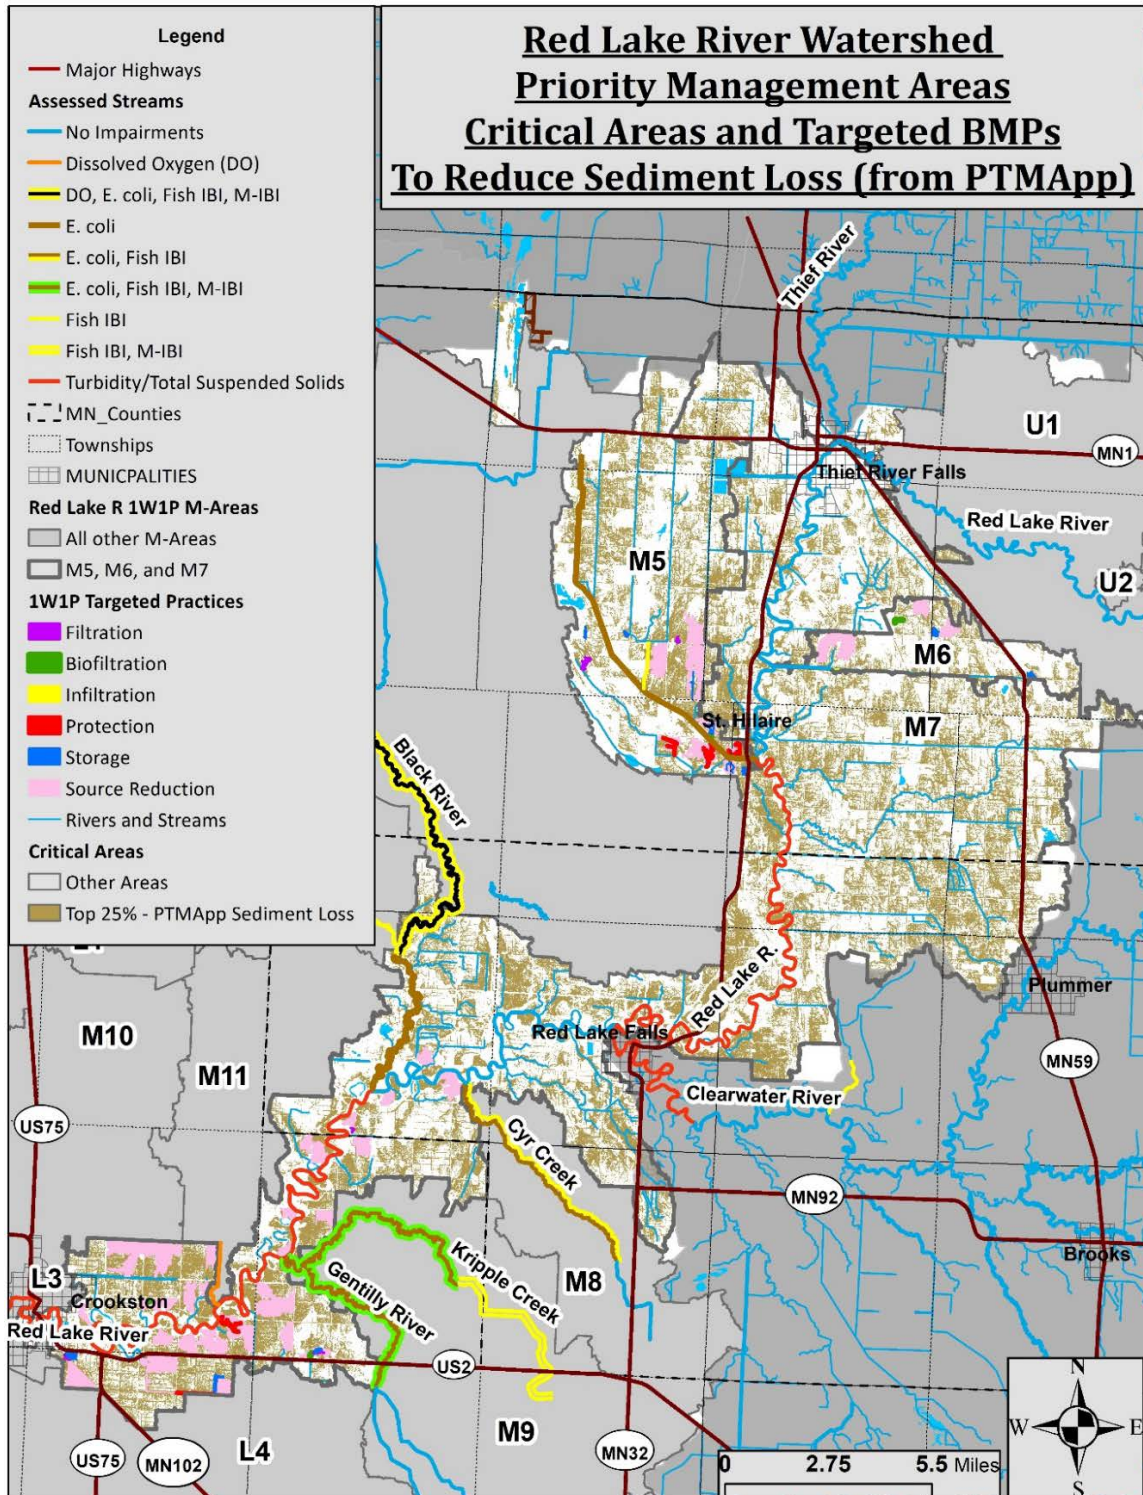 Red Lake River Watershed
Priority Management Areas
Critical Areas and Targeted BMPs
To Reduce Sediment Loss (from PTMApp)
Legend
Major Highways
Assessed Streams
No Impairments
Dissolved Oxygen (DO)
DO, E. coli, Fish IBI, M-IBI
E. coli
E. coli, Fish IBI
E. coli, Fish IBI, M-IBI
Fish IBI
Fish IBI, M-IBI
Turbidity/Total Suspended Solids
MN_Counties
Townships
MUNICPALITIES
Red Lake R 1W1P M-Areas
All other M-Areas
M5, M6, and M7
1W1P Targeted Practices
Filtration
Biofiltration
Infiltration
Protection
Storage
Source Reduction
Rivers and Streams
Critical Areas
Other Areas
Top 25% - PTMApp Sediment Loss
Thief River
U1
MN1
Thief River Falls
Red Lake River
M5
U2
M6
St. Hilaire
M7
Black River
Red Lake R.
Plummer
Red Lake Falls
M10
MN59
M11
Clearwater River
US75
Cyr Creek
MN92
Brooks
Kripple Creek
M8
L3
Gentilly River
Crookston
Red Lake River
US2
M9
L4
MN32
US75
MN102
N
W
E
S
0 2.75 5.5 Miles